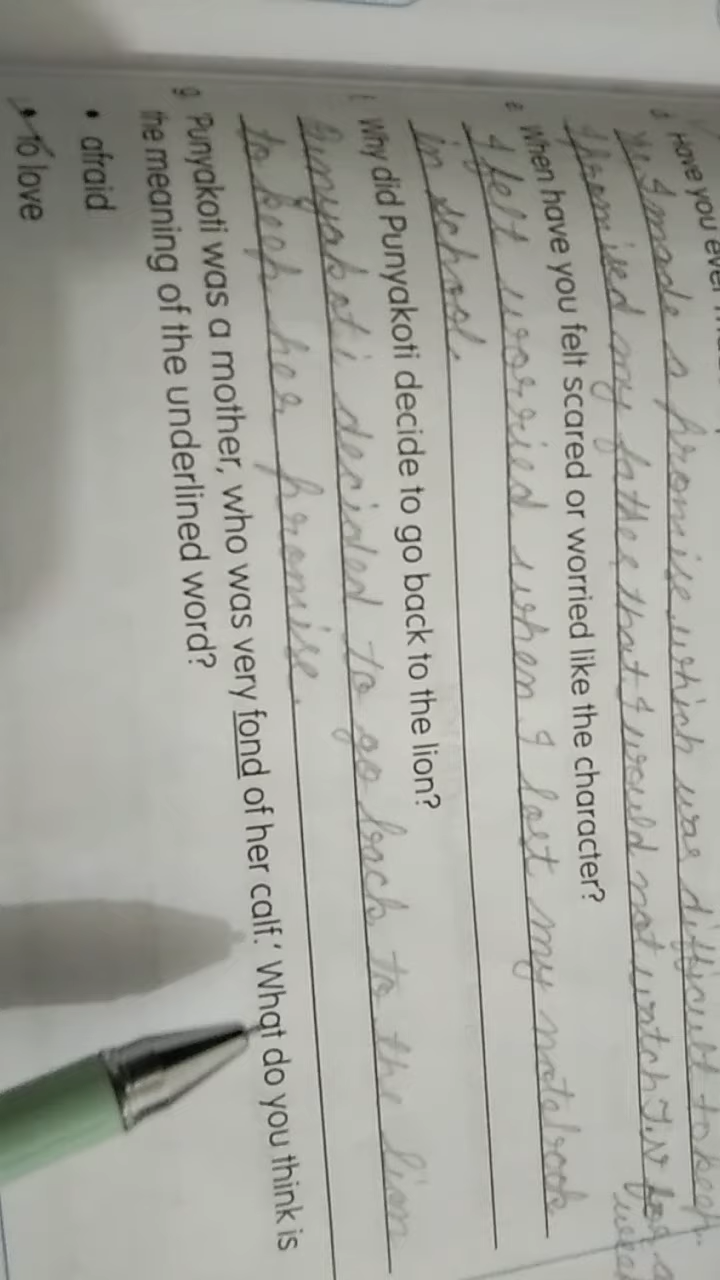 d Have you ever
Yes I made a promise which was difficult to keep.
I promised my father that I would not watch T.V for a
week
e When have you felt scared or worried like the character?
I felt worried when I lost my notebook
in school.
f Why did Punyakoti decide to go back to the lion?
Punyakoti decided to go back to the lion
to keep her promise.
g 'Punyakoti was a mother, who was very fond of her calf.' What do you think is
the meaning of the underlined word?
• afraid
• to love